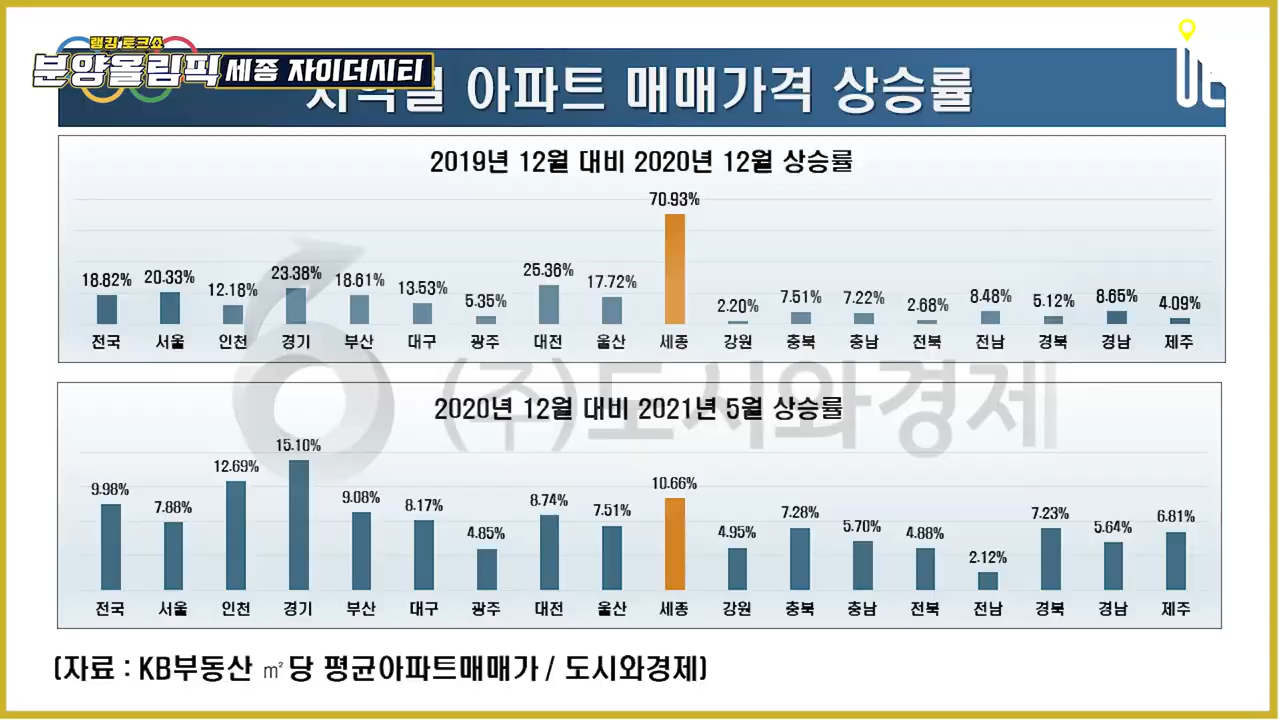 랭킹 토크쇼
분양올림픽 세종 자이더시티
아파트 매매가격 상승률
2019년 12월 대비 2020년 12월 상승률
18.82% 20.33% 12.18% 23.38% 18.61% 13.53% 5.35% 25.36% 17.72% 70.93% 2.20% 7.51% 7.22% 2.68% 8.48% 5.12% 8.65% 4.09%
전국 서울 인천 경기 부산 대구 광주 대전 울산 세종 강원 충북 충남 전북 전남 경북 경남 제주
(주)도시와경제
2020년 12월 대비 2021년 5월 상승률
9.98% 7.88% 12.69% 15.10% 9.08% 8.17% 4.85% 8.74% 7.51% 10.66% 4.95% 7.28% 5.70% 4.88% 2.12% 7.23% 5.64% 6.81%
전국 서울 인천 경기 부산 대구 광주 대전 울산 세종 강원 충북 충남 전북 전남 경북 경남 제주
(자료 : KB부동산 ㎡당 평균아파트매매가 / 도시와경제)